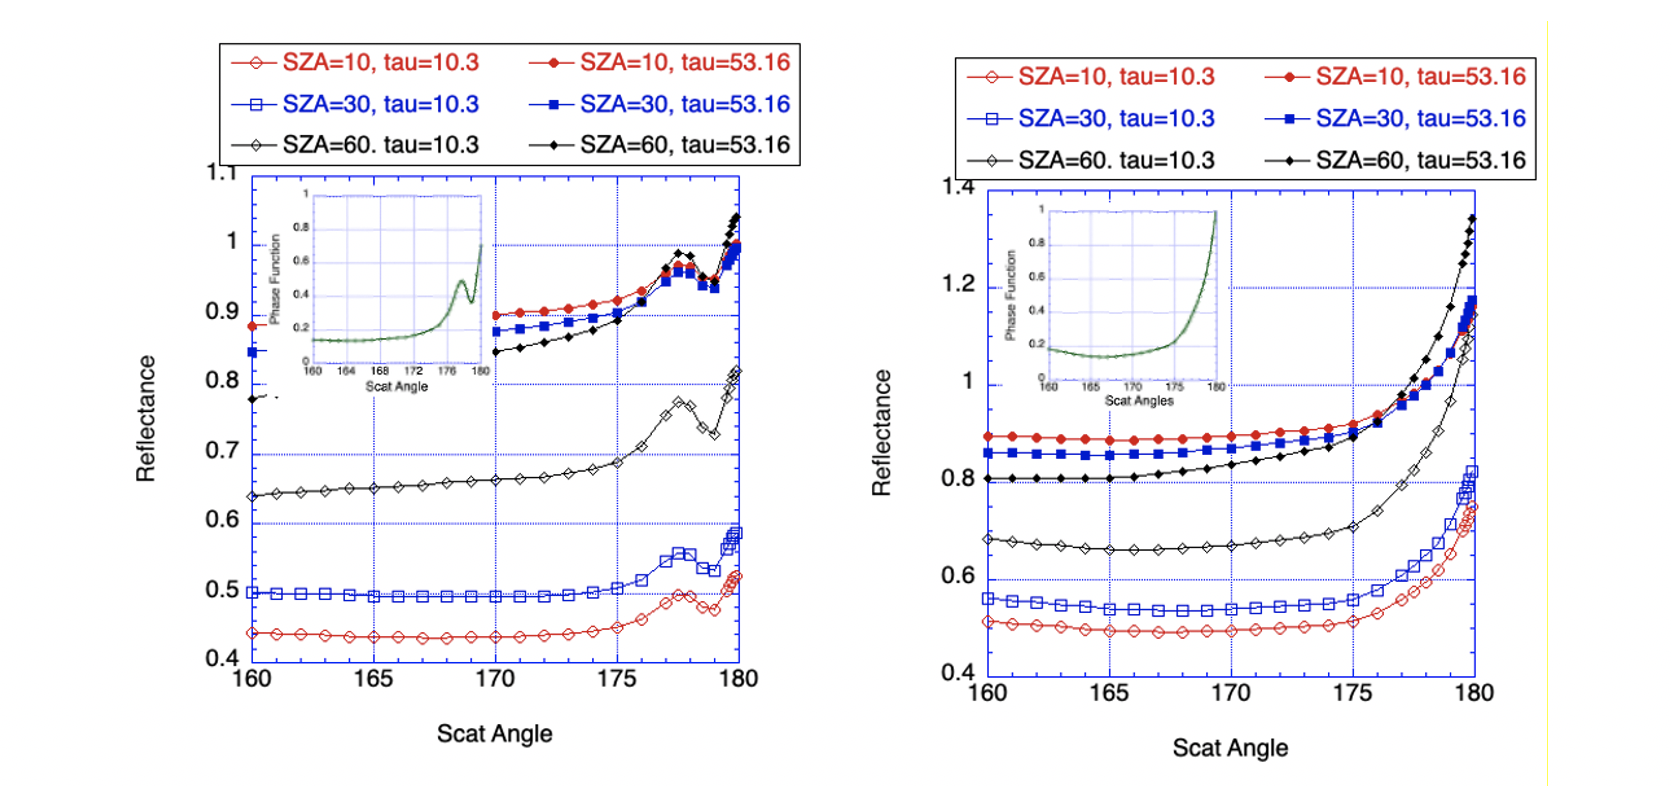 SZA=10, tau=10.3 SZA=10, tau=53.16
SZA=30, tau=10.3 SZA=30, tau=53.16
SZA=60. tau=10.3 SZA=60, tau=53.16
1.1
1
0.9
0.8
0.7
0.6
0.5
0.4
160 165 170 175 180
Reflectance
Scat Angle
1
0.8
0.6
0.4
0.2
0
160 164 168 172 176 180
Phase Function
Scat Angle
SZA=10, tau=10.3 SZA=10, tau=53.16
SZA=30, tau=10.3 SZA=30, tau=53.16
SZA=60. tau=10.3 SZA=60, tau=53.16
1.4
1.2
1
0.8
0.6
0.4
160 165 170 175 180
Reflectance
Scat Angle
1
0.8
0.6
0.4
0.2
0
160 165 170 175 180
Phase Function
Scat Angles